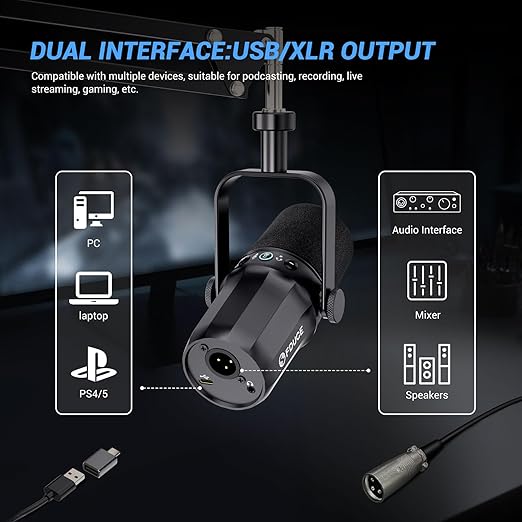 DUAL INTERFACE:USB/XLR OUTPUT
Compatible with multiple devices, suitable for podcasting, recording, live
streaming, gaming, etc.
PC
laptop
PS4/5
FDUCE
Audio Interface
Mixer
Speakers